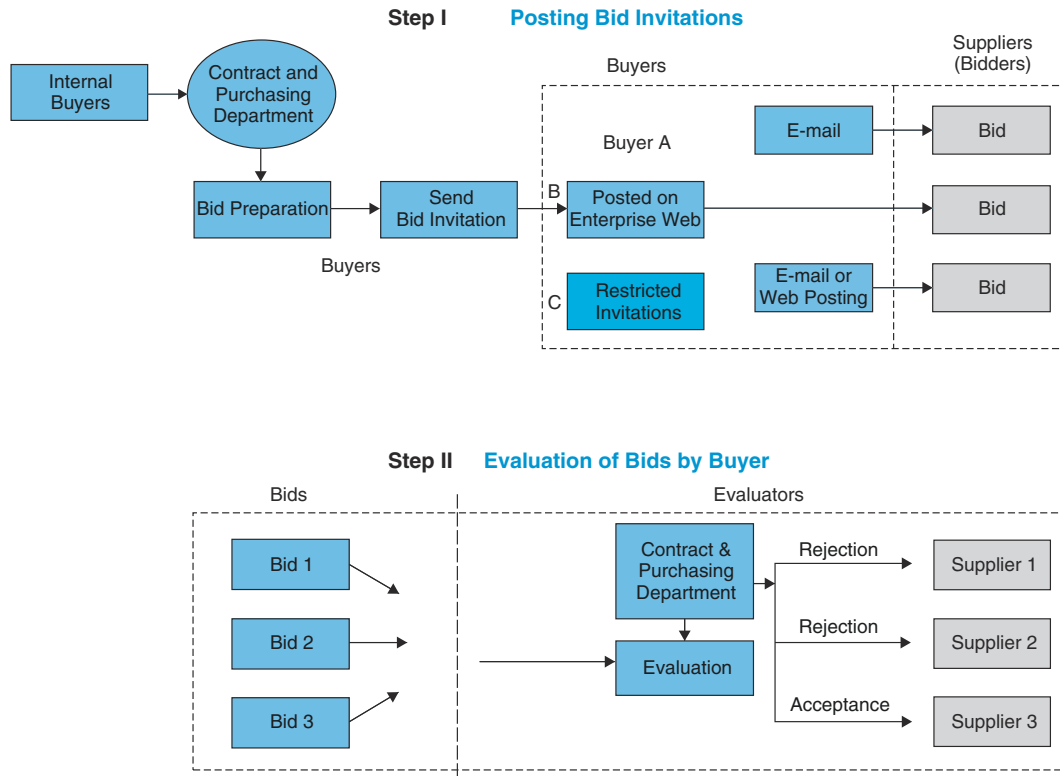 Step I Posting Bid Invitations
Internal
Buyers
Contract and
Purchasing
Department
Bid Preparation
Send
Bid Invitation
Buyers
Buyers
Suppliers
(Bidders)
Buyer A
E-mail
Bid
B
Posted on
Enterprise Web
Bid
C
Restricted
Invitations
E-mail or
Web Posting
Bid
Step II Evaluation of Bids by Buyer
Bids
Evaluators
Bid 1
Bid 2
Bid 3
Contract &
Purchasing
Department
Evaluation
Rejection
Supplier 1
Rejection
Supplier 2
Acceptance
Supplier 3